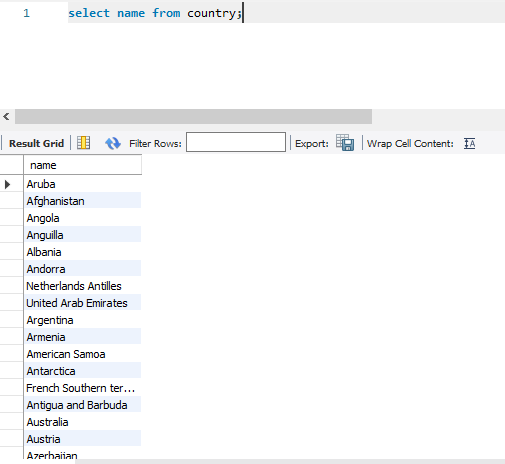 1 select name from country;
Result Grid Filter Rows: Export: Wrap Cell Content:
name
Aruba
Afghanistan
Angola
Anguilla
Albania
Andorra
Netherlands Antilles
United Arab Emirates
Argentina
Armenia
American Samoa
Antarctica
French Southern ter...
Antigua and Barbuda
Australia
Austria
Azerbaijan